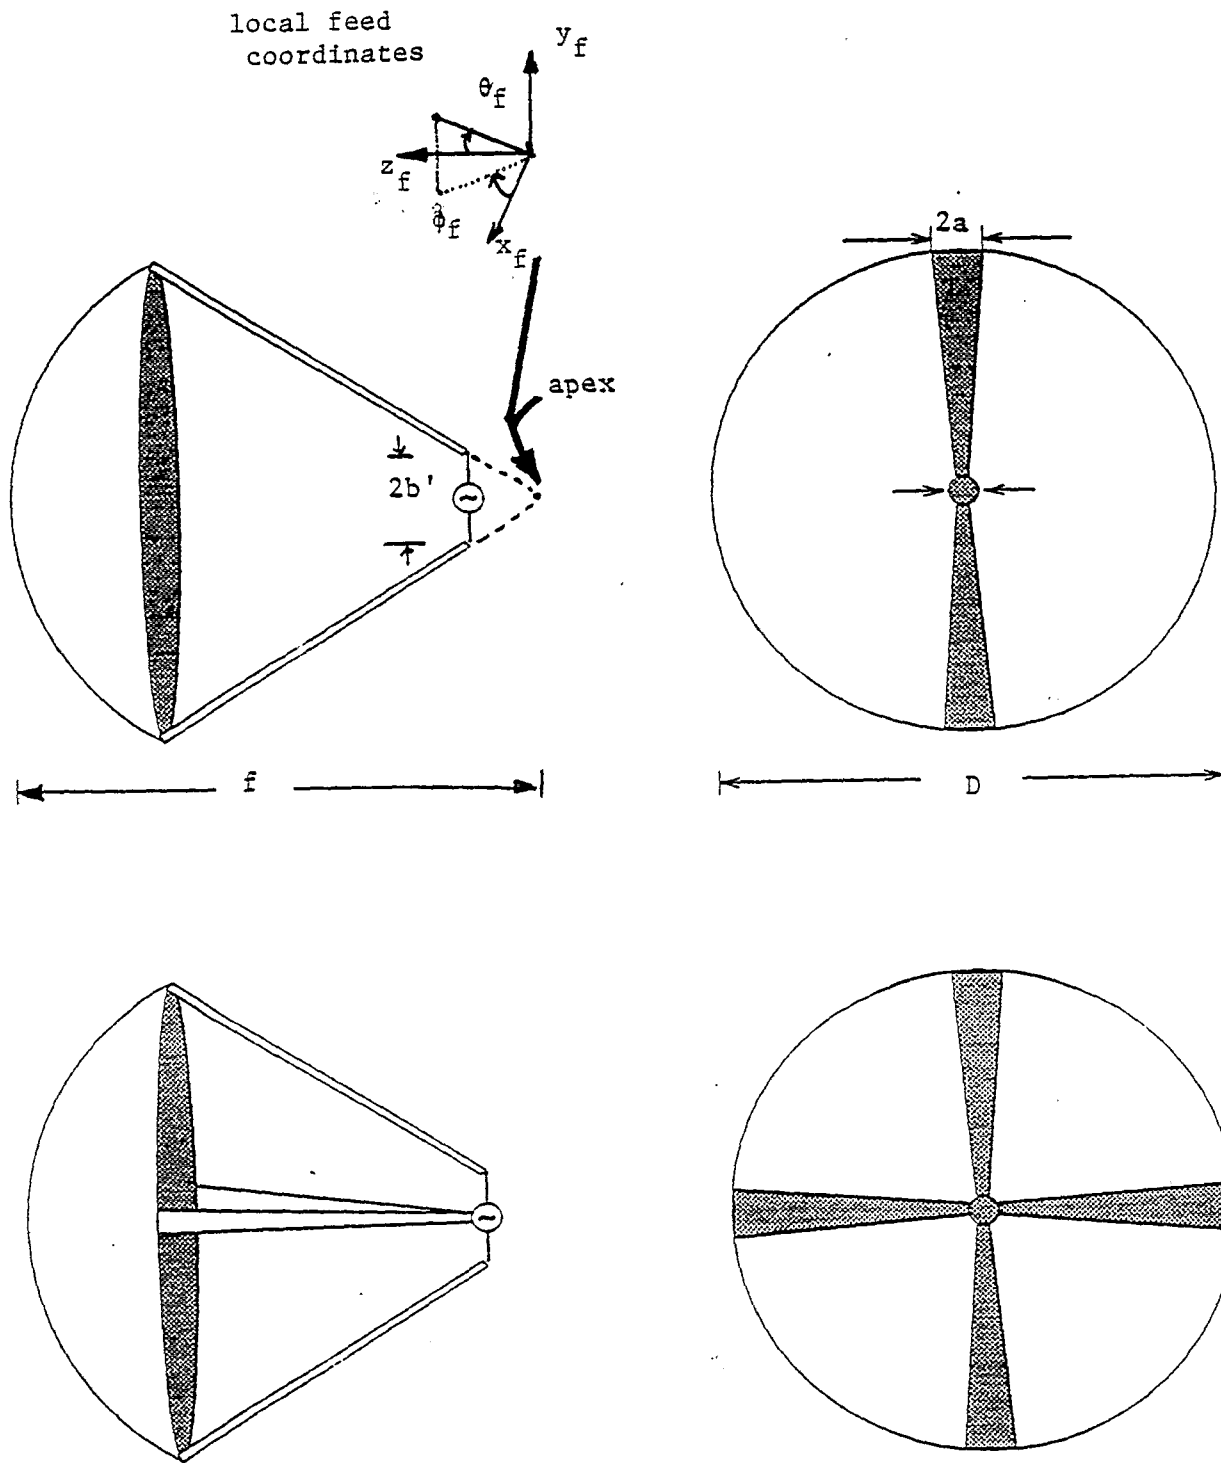 local feed
coordinates
y_f
θ_f
z_f
ϕ_f
x_f
2a
apex
2b'
~
f
D
~